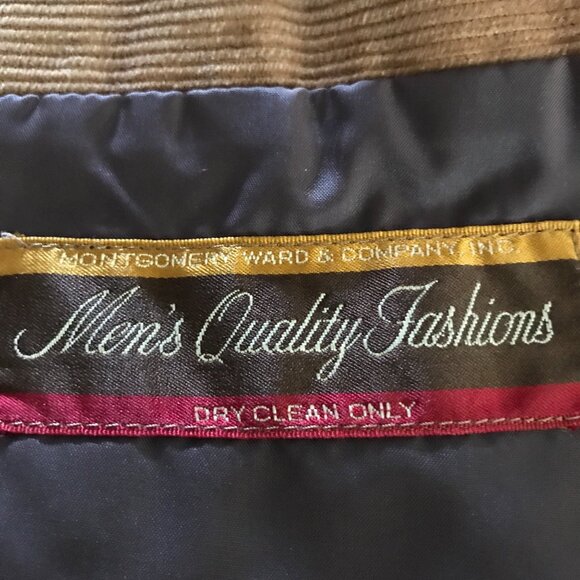 MONTGOMERY WARD & COMPANY, INC.
Men's Quality Fashions
DRY CLEAN ONLY